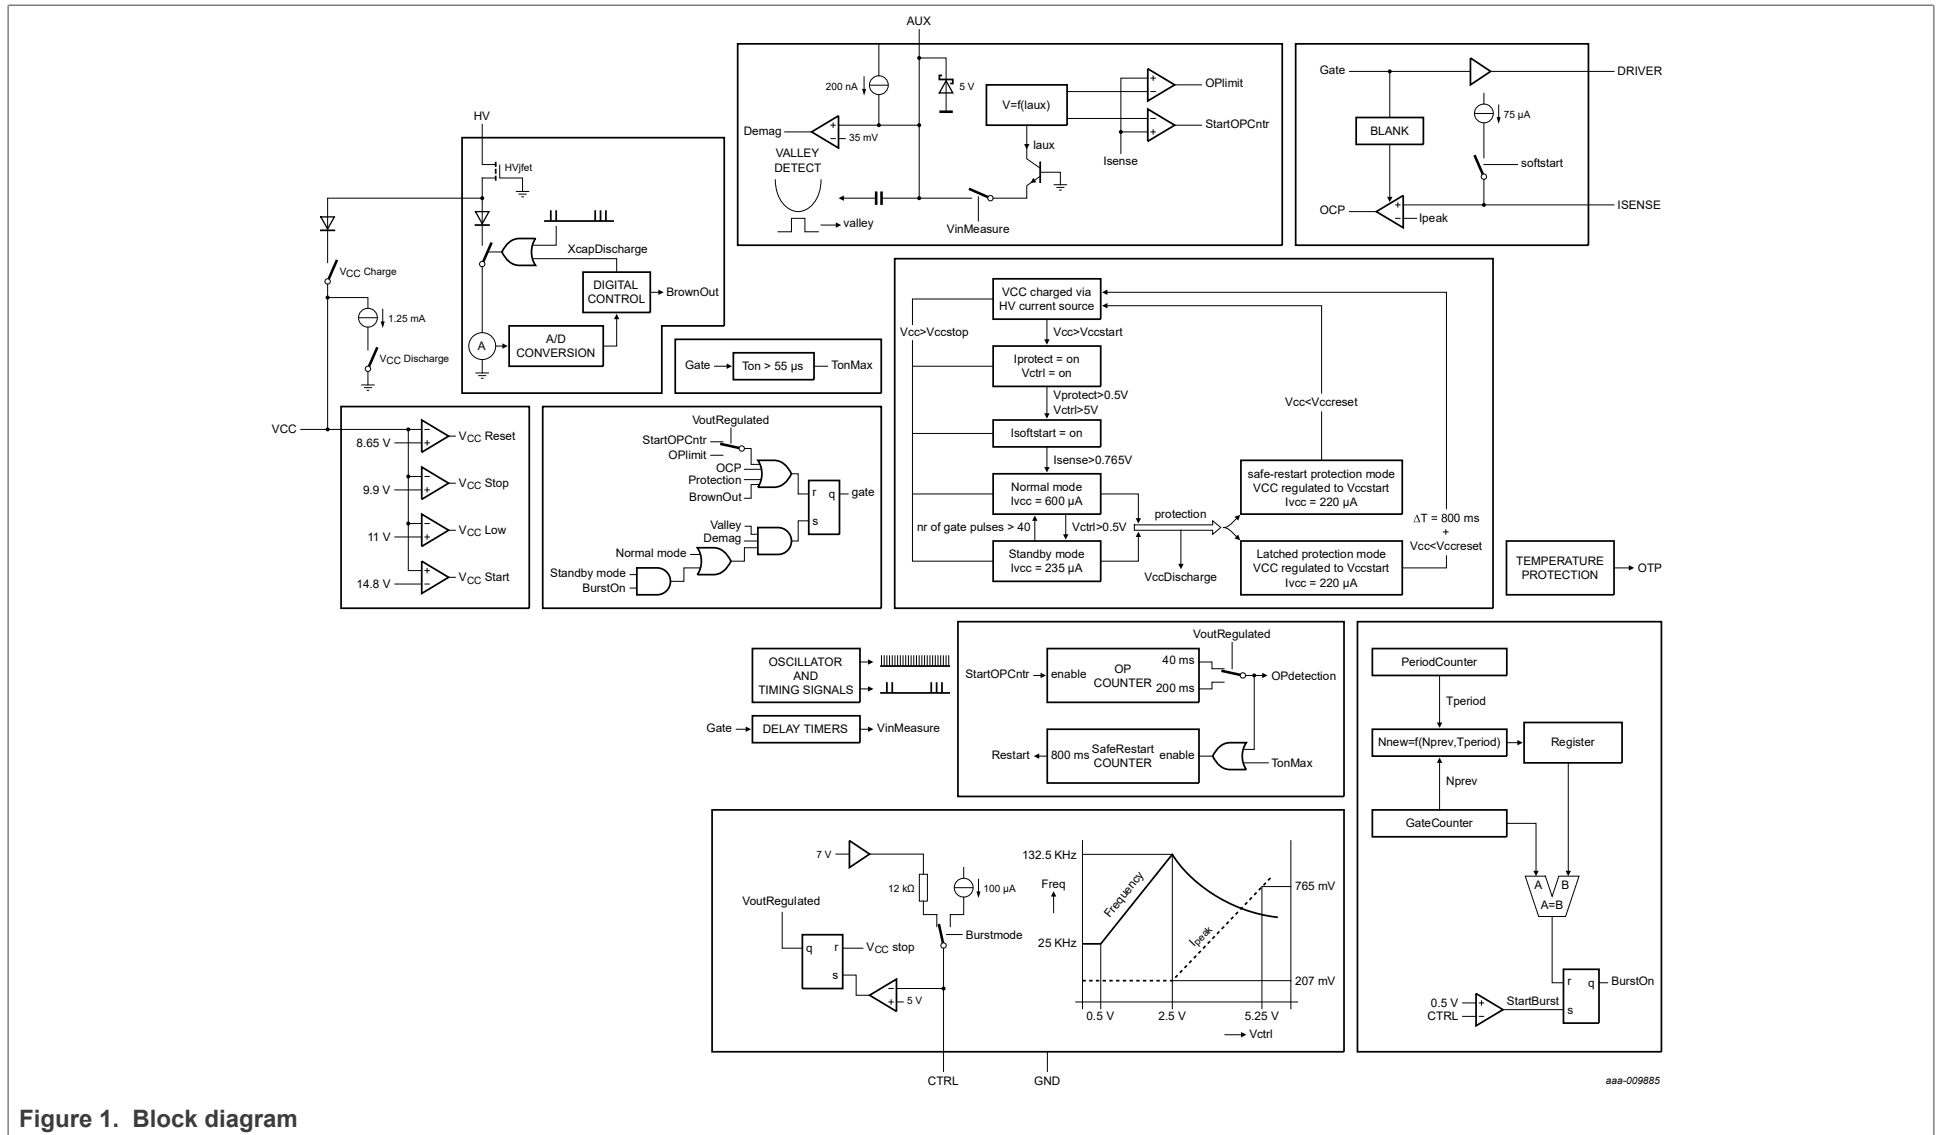 AUX
200 nA
5 V
Demag
+
−
35 mV
VALLEY
DETECT
valley
V=f(Iaux)
Iaux
VinMeasure
+
−
OPlimit
−
+
StartOPCntr
Isense
Gate
DRIVER
BLANK
75 µA
softstart
OCP
+
−
Ipeak
ISENSE
HV
HVjfet
XcapDischarge
DIGITAL
CONTROL
BrownOut
A
A/D
CONVERSION
VCC Charge
1.25 mA
VCC Discharge
Gate
Ton > 55 µs
TonMax
VCC
8.65 V
−
+
VCC Reset
9.9 V
−
+
VCC Stop
11 V
−
+
VCC Low
14.8 V
+
−
VCC Start
VoutRegulated
StartOPCntr
OPlimit
OCP
Protection
BrownOut
Valley
Demag
Normal mode
Standby mode
BurstOn
r
q
s
gate
VCC charged via
HV current source
Vcc>Vccstop
Vcc>Vccstart
Iprotect = on
Vctrl = on
Vprotect>0.5V
Vctrl>5V
Isoftstart = on
Isense>0.765V
Normal mode
Ivcc = 600 µA
nr of gate pulses > 40
Vctrl>0.5V
Standby mode
Ivcc = 235 µA
protection
VccDischarge
Vcc<Vccreset
safe-restart protection mode
VCC regulated to Vccstart
Ivcc = 220 µA
Latched protection mode
VCC regulated to Vccstart
Ivcc = 220 µA
ΔT = 800 ms
+
Vcc<Vccreset
TEMPERATURE
PROTECTION
OTP
OSCILLATOR
AND
TIMING SIGNALS
Gate
DELAY TIMERS
VinMeasure
VoutRegulated
StartOPCntr
enable
OP
COUNTER
40 ms
200 ms
OPdetection
Restart
800 ms
SafeRestart
COUNTER
enable
TonMax
PeriodCounter
Tperiod
Nnew=f(Nprev,Tperiod)
Register
Nprev
GateCounter
A
B
A=B
0.5 V
CTRL
+
−
StartBurst
r
q
s
BurstOn
7 V
12 kΩ
100 µA
VoutRegulated
q
r
s
VCC stop
Burstmode
−
+
5 V
132.5 KHz
Freq
25 KHz
Frequency
Ipeak
765 mV
207 mV
0.5 V
2.5 V
5.25 V
Vctrl
CTRL
GND
aaa-009885
Figure 1. Block diagram